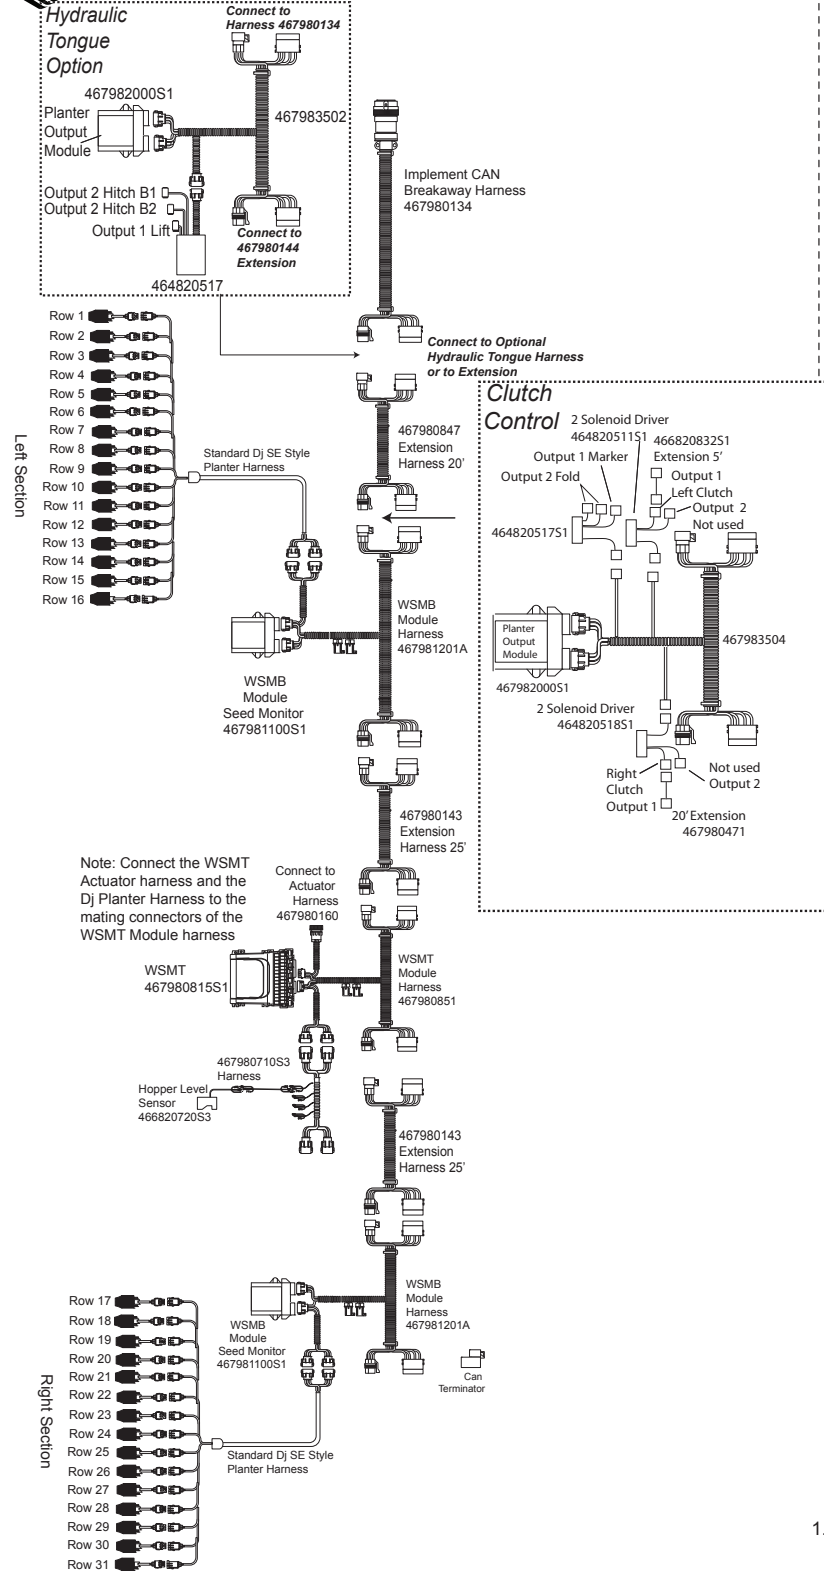 Hydraulic
Tongue
Option
Connect to
Harness 467980134
467982000S1
Planter
Output
Module
467983502
Output 2 Hitch B1
Output 2 Hitch B2
Output 1 Lift
Connect to
467980144
Extension
464820517
Implement CAN
Breakaway Harness
467980134
Connect to Optional
Hydraulic Tongue Harness
or to Extension
Row 1
Row 2
Row 3
Row 4
Row 5
Row 6
Row 7
Row 8
Row 9
Row 10
Row 11
Row 12
Row 13
Row 14
Row 15
Row 16
Left Section
Standard Dj SE Style
Planter Harness
467980847
Extension
Harness 20'
WSMB
Module
Harness
467981201A
WSMB
Module
Seed Monitor
467981100S1
Clutch
Control
2 Solenoid Driver
464820511S1
466820832S1
Extension 5'
Output 1 Marker
Output 2 Fold
Output 1
Left Clutch
Output 2
Not used
464820517S1
Planter
Output
Module
467983504
467982000S1
2 Solenoid Driver
464820518S1
Right
Clutch
Output 1
Not used
Output 2
20' Extension
467980471
467980143
Extension
Harness 25'
Note: Connect the WSMT
Actuator harness and the
Dj Planter Harness to the
mating connectors of the
WSMT Module harness
Connect to
Actuator
Harness
467980160
WSMT
467980815S1
WSMT
Module
Harness
467980851
467980710S3
Harness
Hopper Level
Sensor
466820720S3
467980143
Extension
Harness 25'
WSMB
Module
Harness
467981201A
WSMB
Module
Seed Monitor
467981100S1
Can
Terminator
Row 17
Row 18
Row 19
Row 20
Row 21
Row 22
Row 23
Row 24
Row 25
Row 26
Row 27
Row 28
Row 29
Row 30
Row 31
Right Section
Standard Dj SE Style
Planter Harness
1.